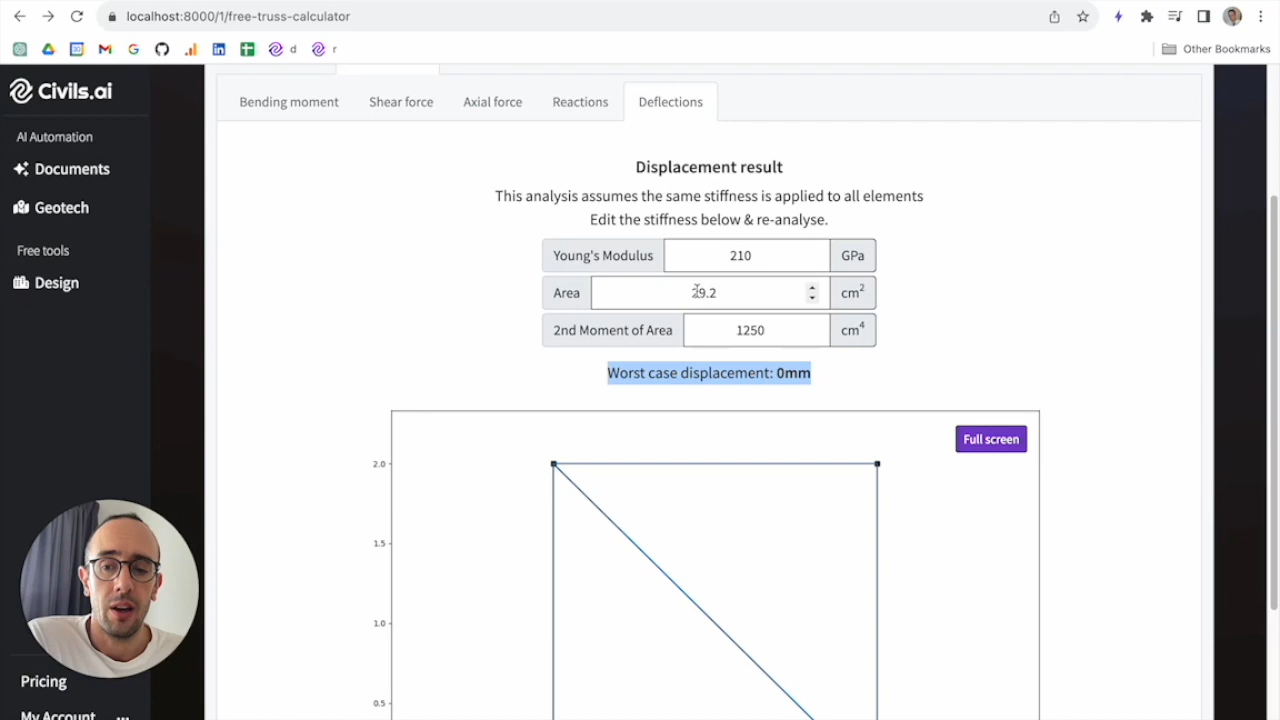 localhost:8000/1/free-truss-calculator
d
r
Other Bookmarks
Civils.ai
AI Automation
Documents
Geotech
Free tools
Design
Pricing
My Account
Bending moment
Shear force
Axial force
Reactions
Deflections
Displacement result
This analysis assumes the same stiffness is applied to all elements
Edit the stiffness below & re-analyse.
Young's Modulus 210 GPa
Area 29.2 cm²
2nd Moment of Area 1250 cm⁴
Worst case displacement: 0mm
Full screen
2.0
1.5
1.0
0.5